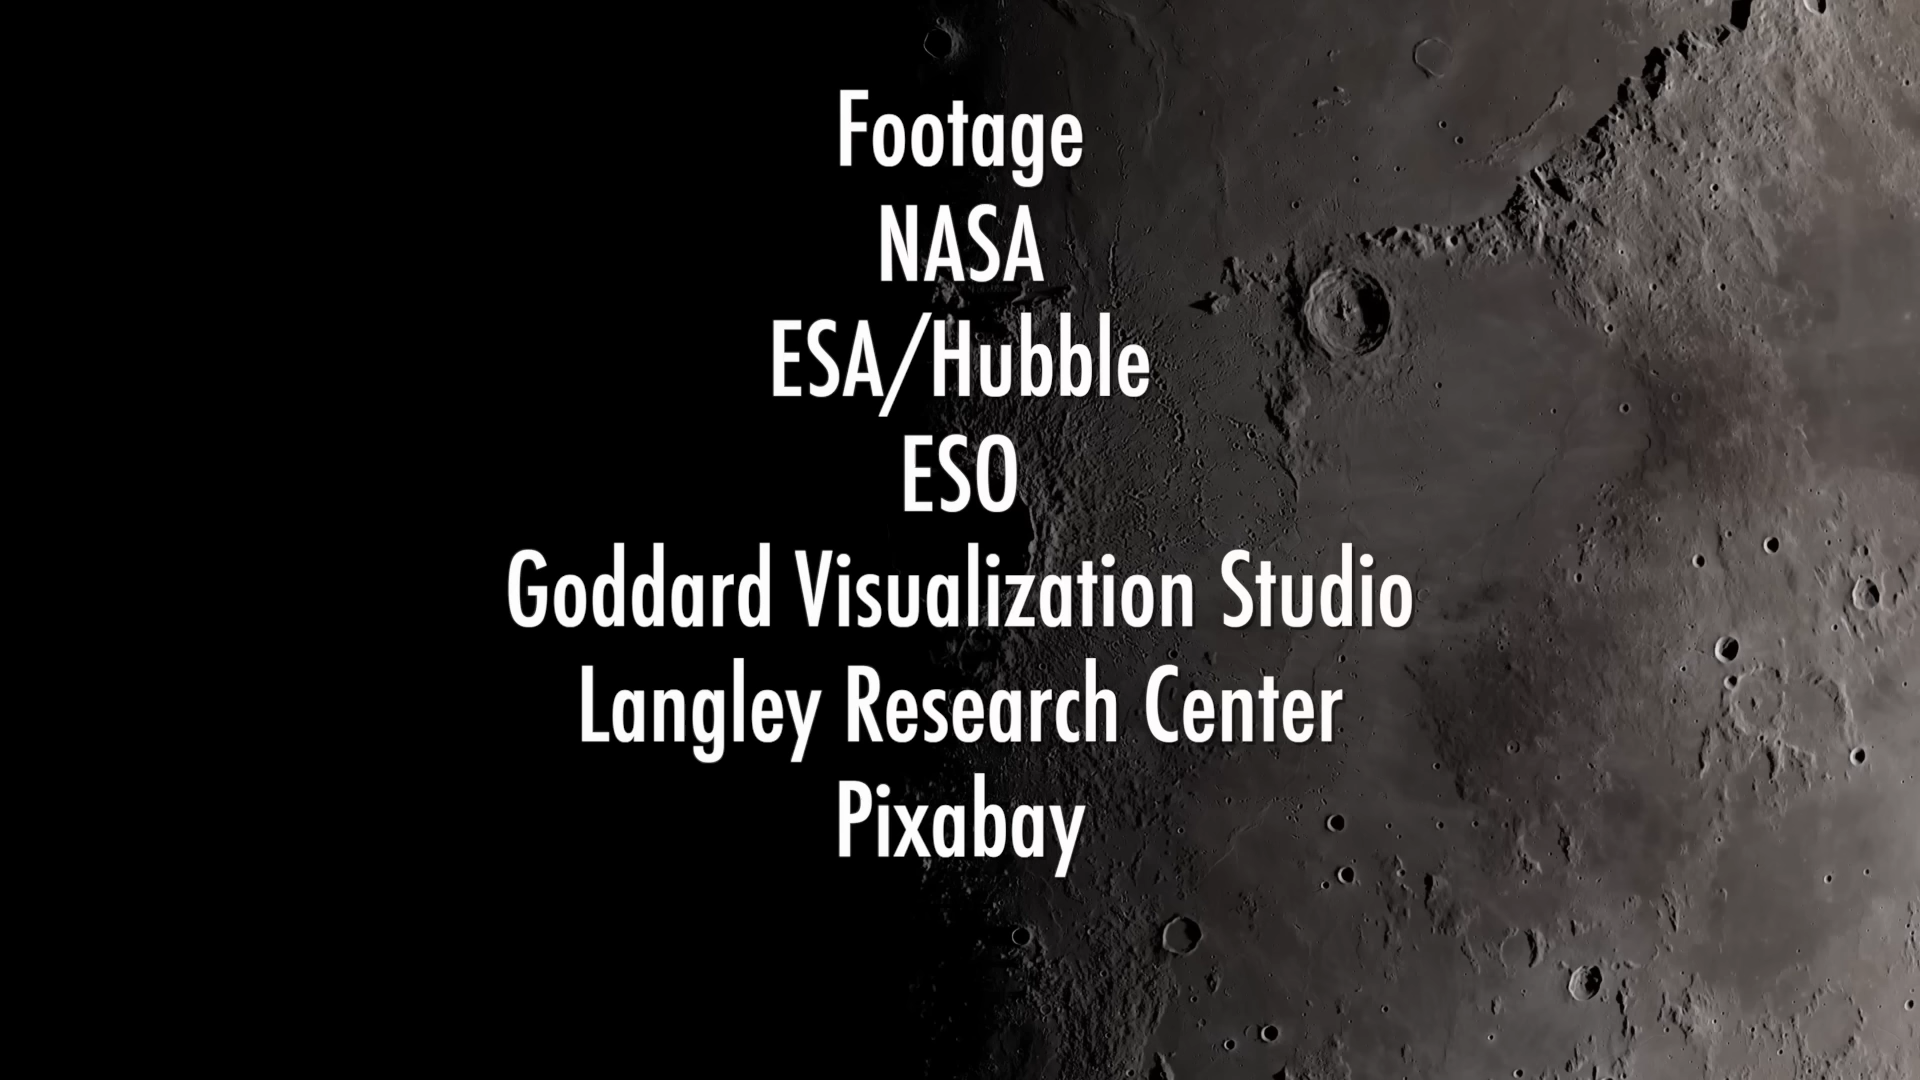 Footage
NASA
ESA/Hubble
ESO
Goddard Visualization Studio
Langley Research Center
Pixabay